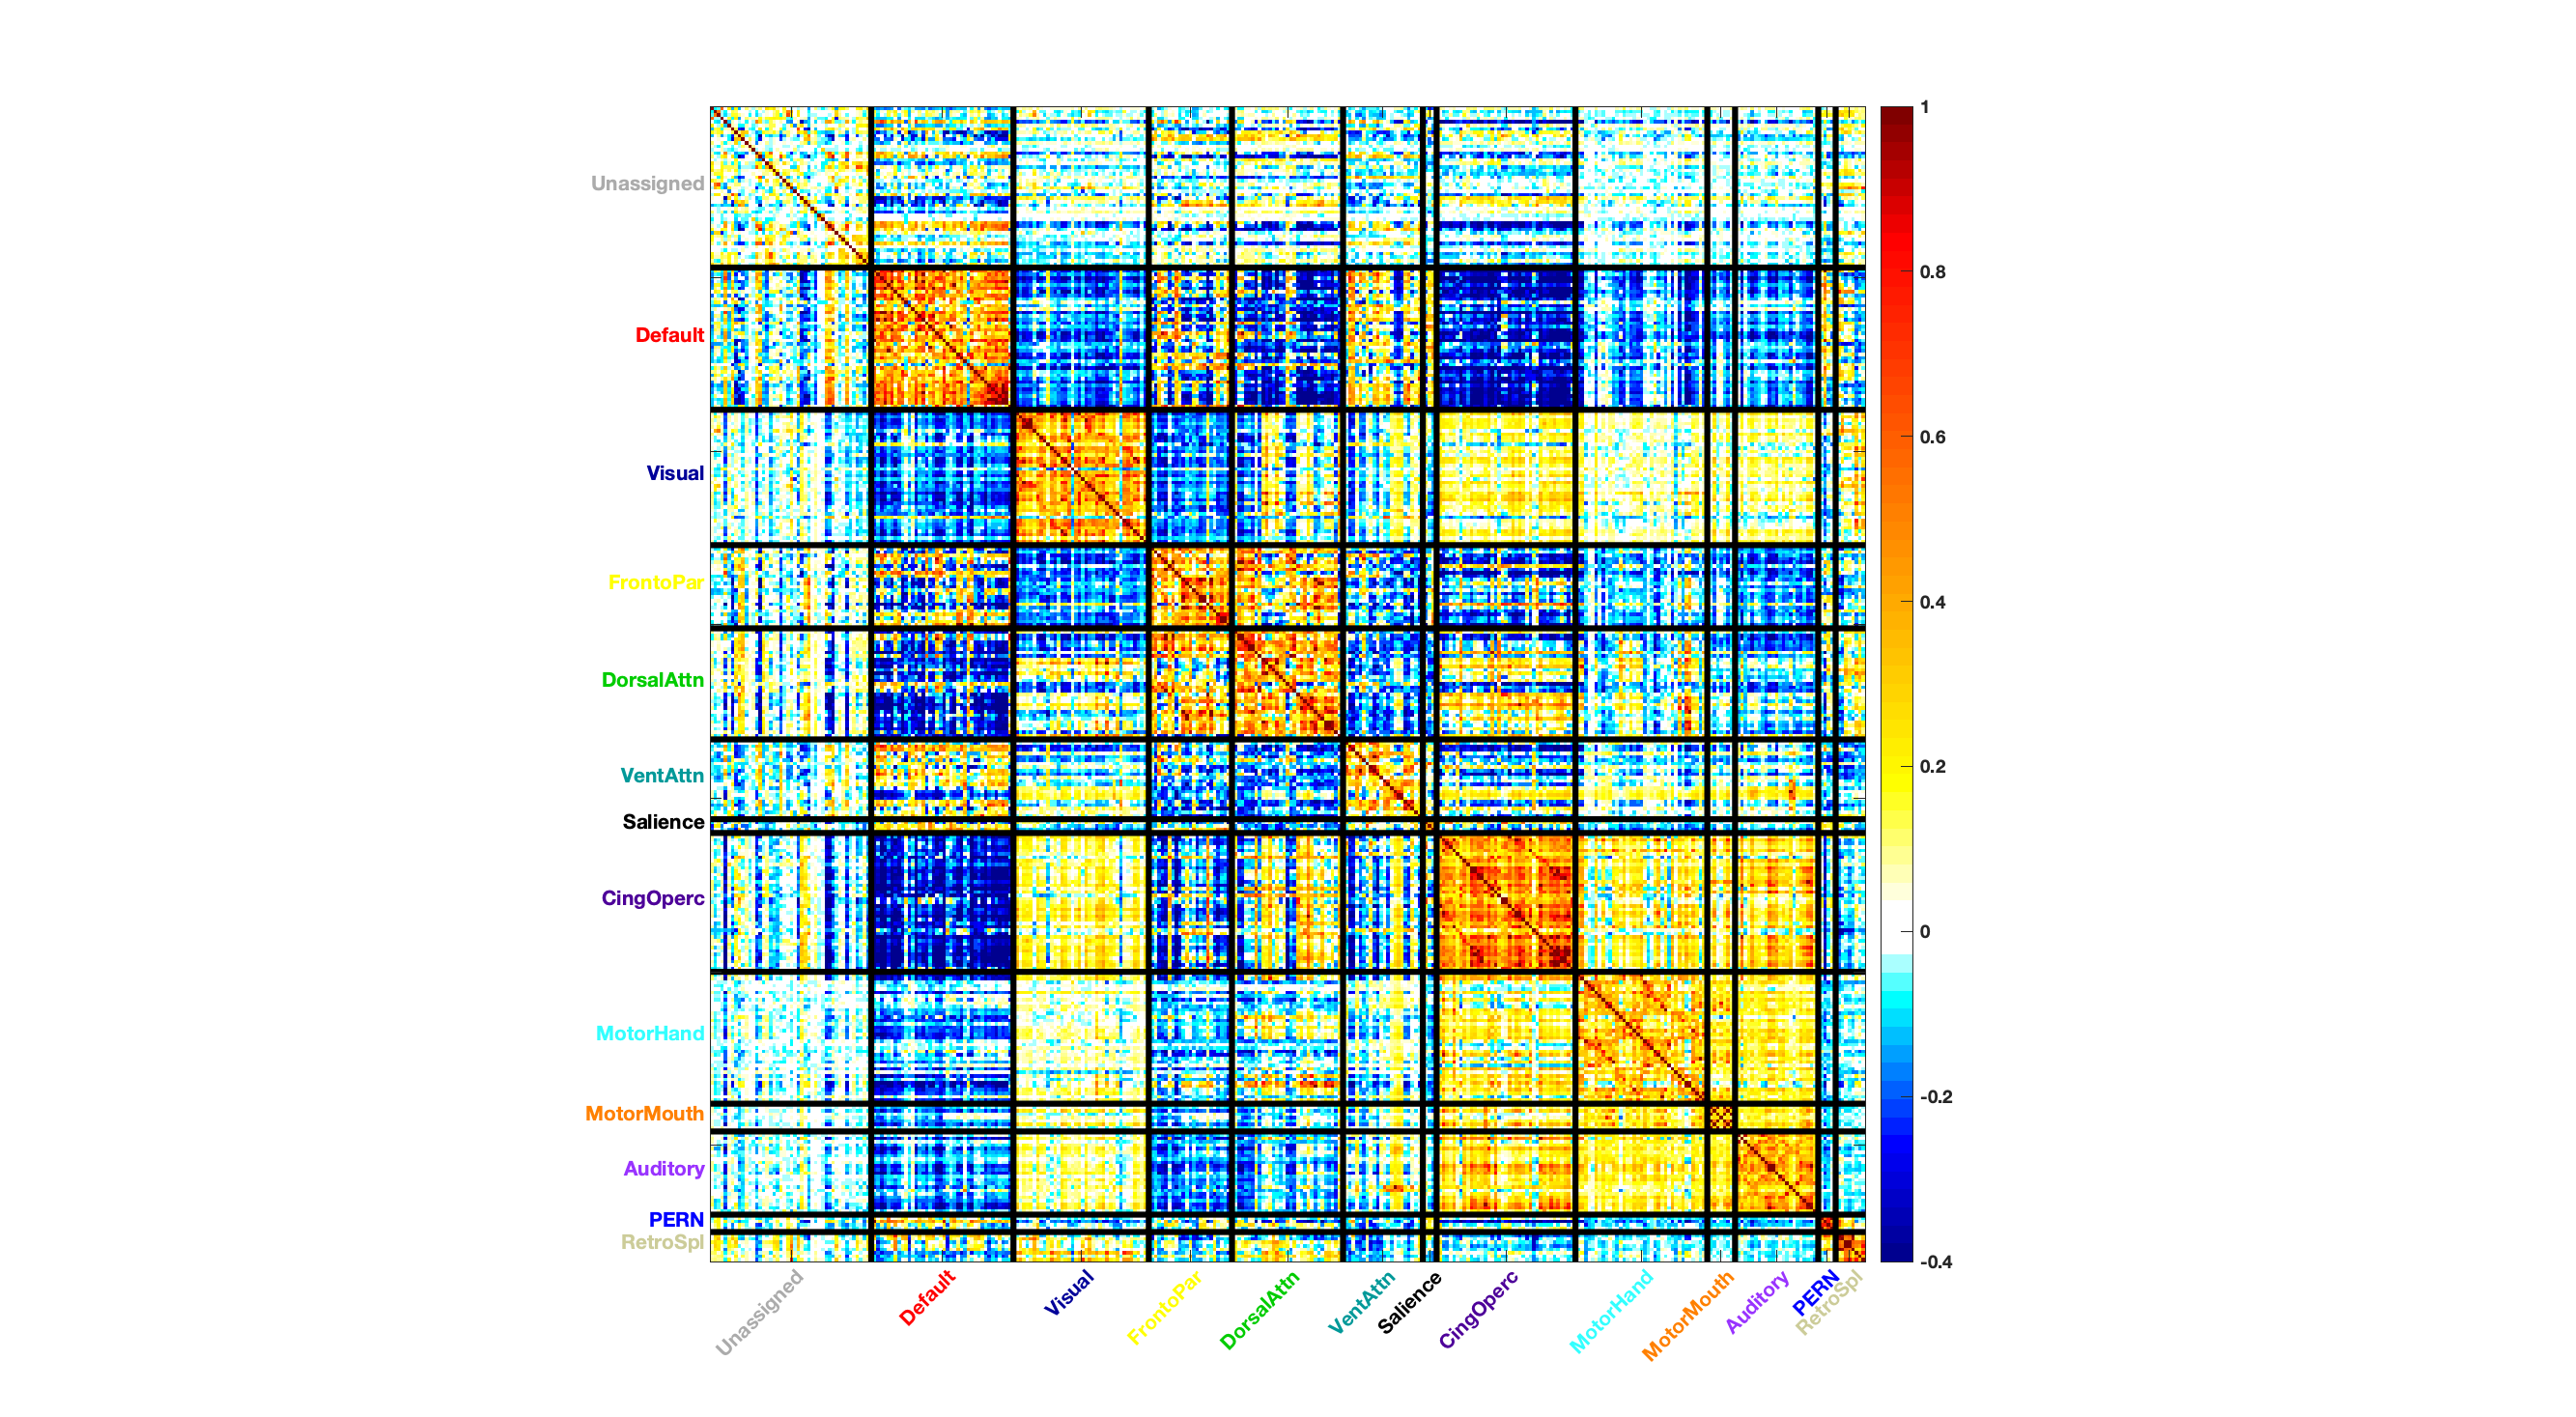 Unassigned
Default
Visual
FrontoPar
DorsalAttn
VentAttn
Salience
CingOperc
MotorHand
MotorMouth
Auditory
PERN
RetroSpl
Unassigned
Default
Visual
FrontoPar
DorsalAttn
VentAttn
Salience
CingOperc
MotorHand
MotorMouth
Auditory
PERN
RetroSpl
1
0.8
0.6
0.4
0.2
0
-0.2
-0.4